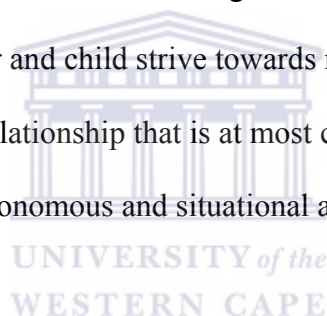 r and child strive towards
lationship that is at most
onomous and situational a
UNIVERSITY of the
WESTERN CAPE